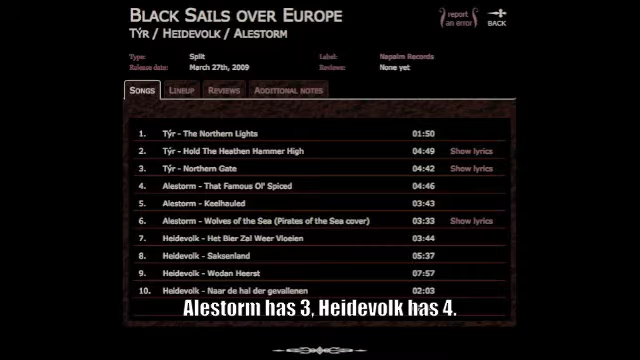 BLACK SAILS OVER EUROPE
TÝR / HEIDEVOLK / ALESTORM
report
an error
BACK
Type: Split Label: Napalm Records
Release date: March 27th, 2009 Reviews: None yet
SONGS LINEUP REVIEWS ADDITIONAL NOTES
1. Týr - The Northern Lights 01:50
2. Týr - Hold The Heathen Hammer High 04:49 Show lyrics
3. Týr - Northern Gate 04:42 Show lyrics
4. Alestorm - That Famous Ol' Spiced 04:46
5. Alestorm - Keelhauled 03:43
6. Alestorm - Wolves of the Sea (Pirates of the Sea cover) 03:33 Show lyrics
7. Heidevolk - Het Bier Zal Weer Vloeien 03:44
8. Heidevolk - Saksenland 05:37
9. Heidevolk - Wodan Heerst 07:57
10. Heidevolk - Naar de hal der gevallenen 02:03
Alestorm has 3, Heidevolk has 4.